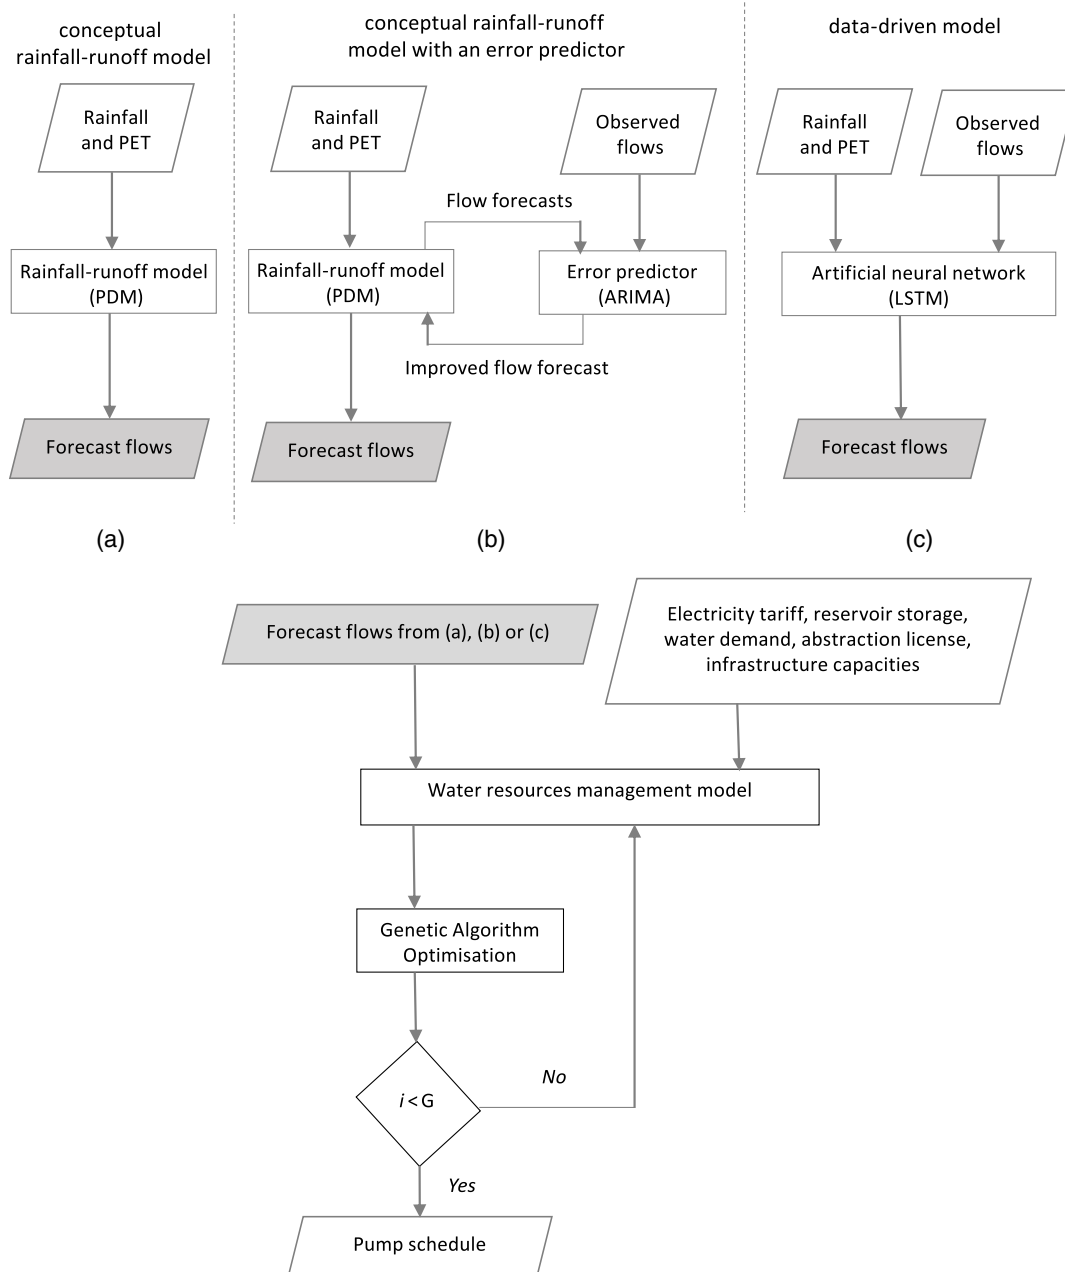 conceptual
rainfall-runoff model
Rainfall
and PET
Rainfall-runoff model
(PDM)
Forecast flows
(a)
conceptual rainfall-runoff
model with an error predictor
Rainfall
and PET
Observed
flows
Flow forecasts
Rainfall-runoff model
(PDM)
Error predictor
(ARIMA)
Improved flow forecast
Forecast flows
(b)
data-driven model
Rainfall
and PET
Observed
flows
Artificial neural network
(LSTM)
Forecast flows
(c)
Forecast flows from (a), (b) or (c)
Electricity tariff, reservoir storage,
water demand, abstraction license,
infrastructure capacities
Water resources management model
Genetic Algorithm
Optimisation
i < G
No
Yes
Pump schedule